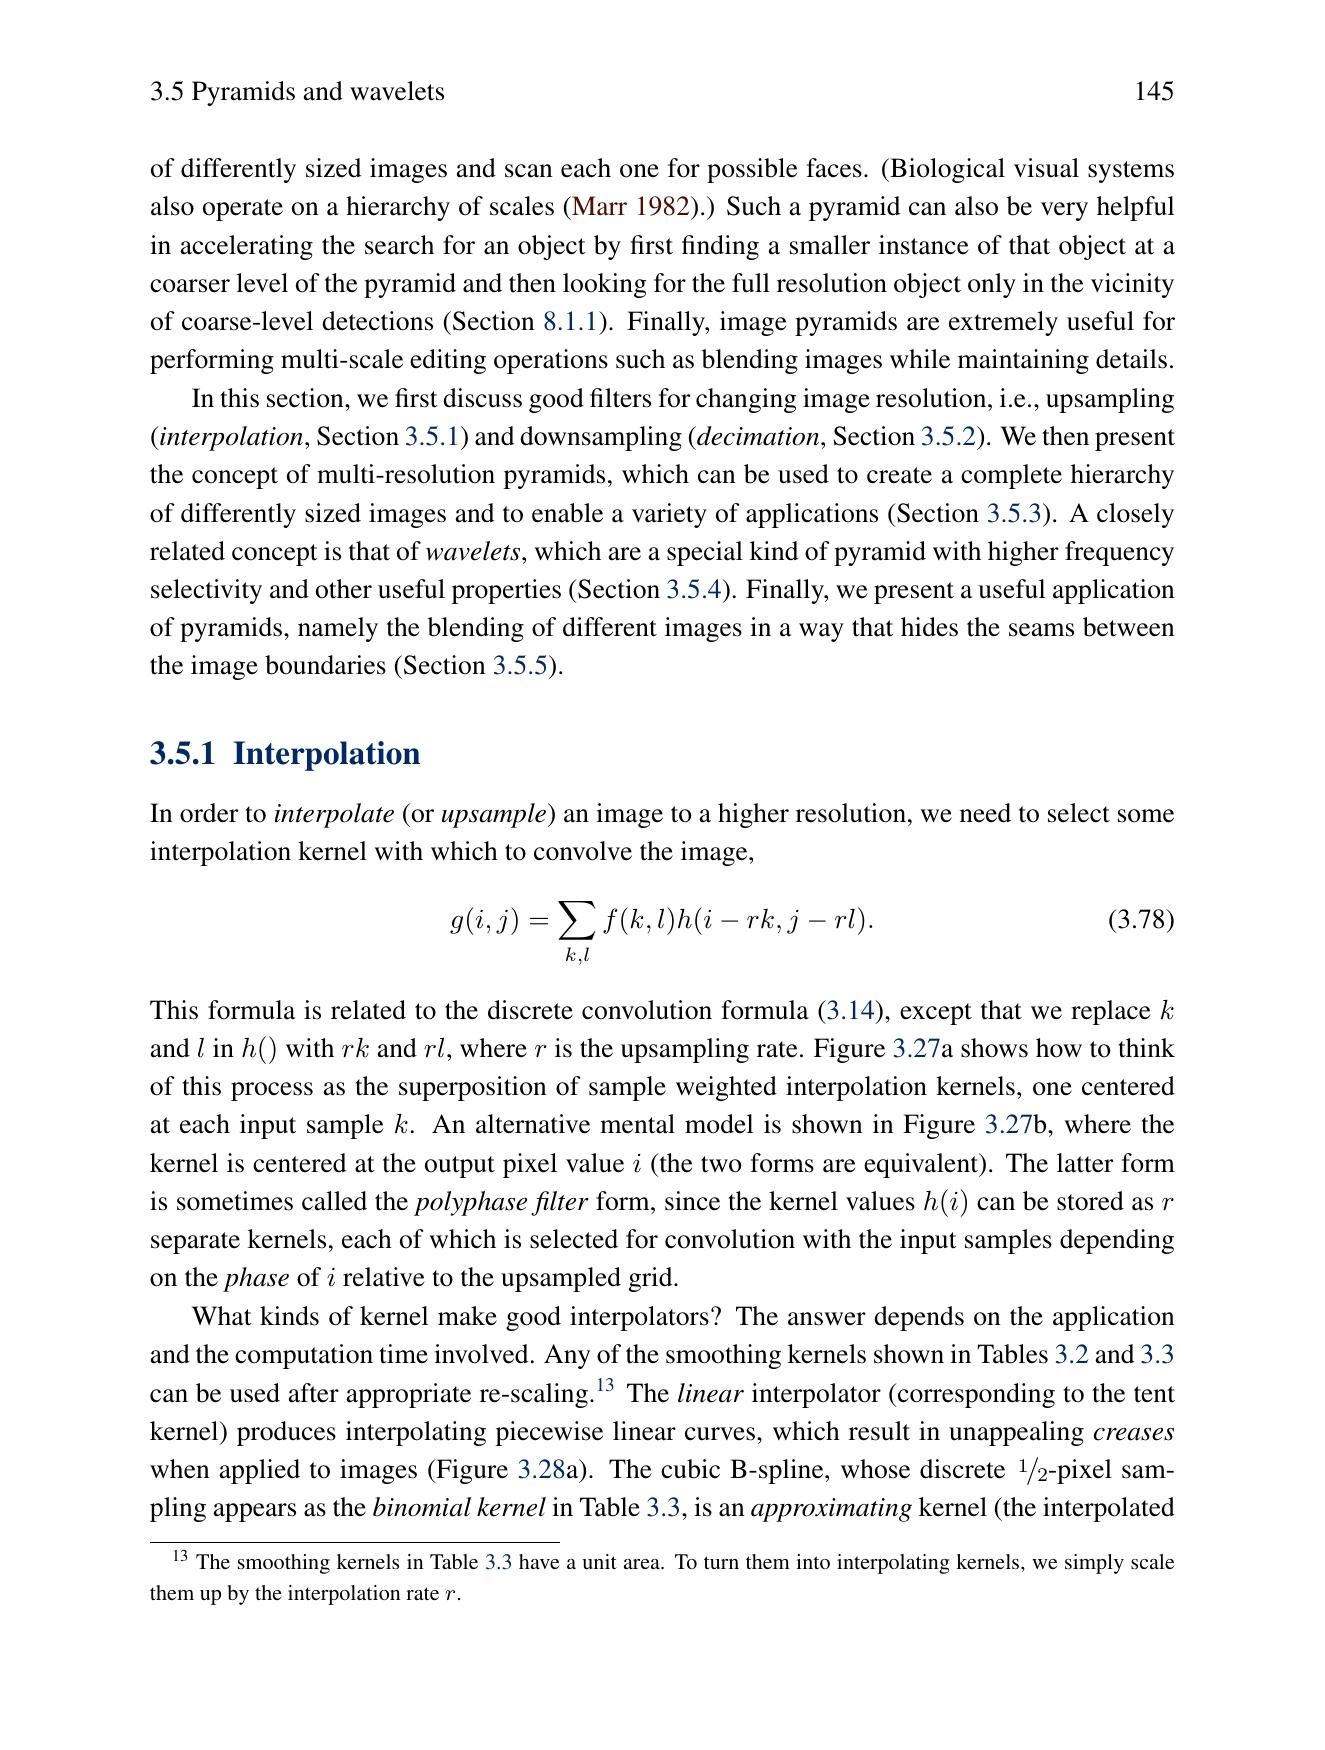 3.5 Pyramids and wavelets 145
of differently sized images and scan each one for possible faces. (Biological visual systems
also operate on a hierarchy of scales (Marr 1982).) Such a pyramid can also be very helpful
in accelerating the search for an object by first finding a smaller instance of that object at a
coarser level of the pyramid and then looking for the full resolution object only in the vicinity
of coarse-level detections (Section 8.1.1). Finally, image pyramids are extremely useful for
performing multi-scale editing operations such as blending images while maintaining details.
In this section, we first discuss good filters for changing image resolution, i.e., upsampling
(interpolation, Section 3.5.1) and downsampling (decimation, Section 3.5.2). We then present
the concept of multi-resolution pyramids, which can be used to create a complete hierarchy
of differently sized images and to enable a variety of applications (Section 3.5.3). A closely
related concept is that of wavelets, which are a special kind of pyramid with higher frequency
selectivity and other useful properties (Section 3.5.4). Finally, we present a useful application
of pyramids, namely the blending of different images in a way that hides the seams between
the image boundaries (Section 3.5.5).
3.5.1 Interpolation
In order to interpolate (or upsample) an image to a higher resolution, we need to select some
interpolation kernel with which to convolve the image,
g(i, j) = ∑ f(k, l)h(i − rk, j − rl). (3.78)
k,l
This formula is related to the discrete convolution formula (3.14), except that we replace k
and l in h() with rk and rl, where r is the upsampling rate. Figure 3.27a shows how to think
of this process as the superposition of sample weighted interpolation kernels, one centered
at each input sample k. An alternative mental model is shown in Figure 3.27b, where the
kernel is centered at the output pixel value i (the two forms are equivalent). The latter form
is sometimes called the polyphase filter form, since the kernel values h(i) can be stored as r
separate kernels, each of which is selected for convolution with the input samples depending
on the phase of i relative to the upsampled grid.
What kinds of kernel make good interpolators? The answer depends on the application
and the computation time involved. Any of the smoothing kernels shown in Tables 3.2 and 3.3
can be used after appropriate re-scaling.¹³ The linear interpolator (corresponding to the tent
kernel) produces interpolating piecewise linear curves, which result in unappealing creases
when applied to images (Figure 3.28a). The cubic B-spline, whose discrete 1/2-pixel sam-
pling appears as the binomial kernel in Table 3.3, is an approximating kernel (the interpolated
¹³ The smoothing kernels in Table 3.3 have a unit area. To turn them into interpolating kernels, we simply scale
them up by the interpolation rate r.